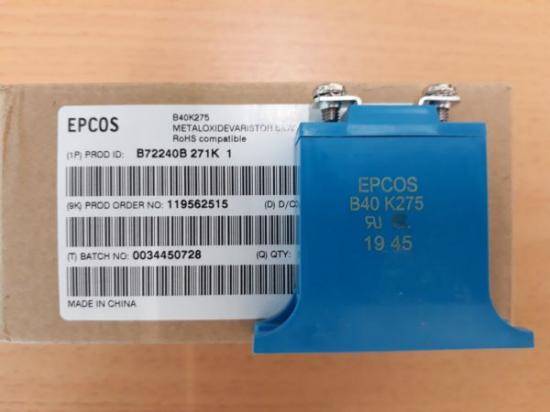 EPCOS
B40K275
METALOXIDEVARISTOR
RoHS compatible
(1P) PROD ID: B72240B 271K 1
(9K) PROD ORDER NO: 119562515 (D) D/C:
(T) BATCH NO: 0034450728 (Q) QTY:
MADE IN CHINA
EPCOS
B40 K275
19 45